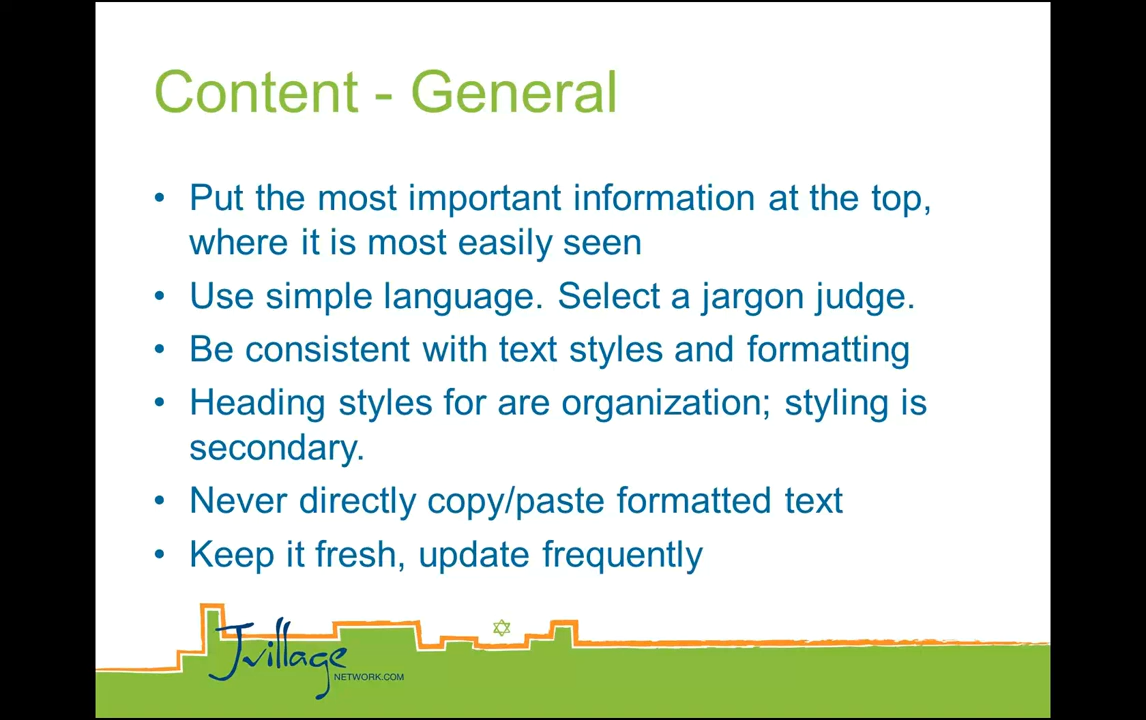 Content - General
• Put the most important information at the top,
where it is most easily seen
• Use simple language. Select a jargon judge.
• Be consistent with text styles and formatting
• Heading styles for are organization; styling is
secondary.
• Never directly copy/paste formatted text
• Keep it fresh, update frequently
Jvillage
NETWORK.COM